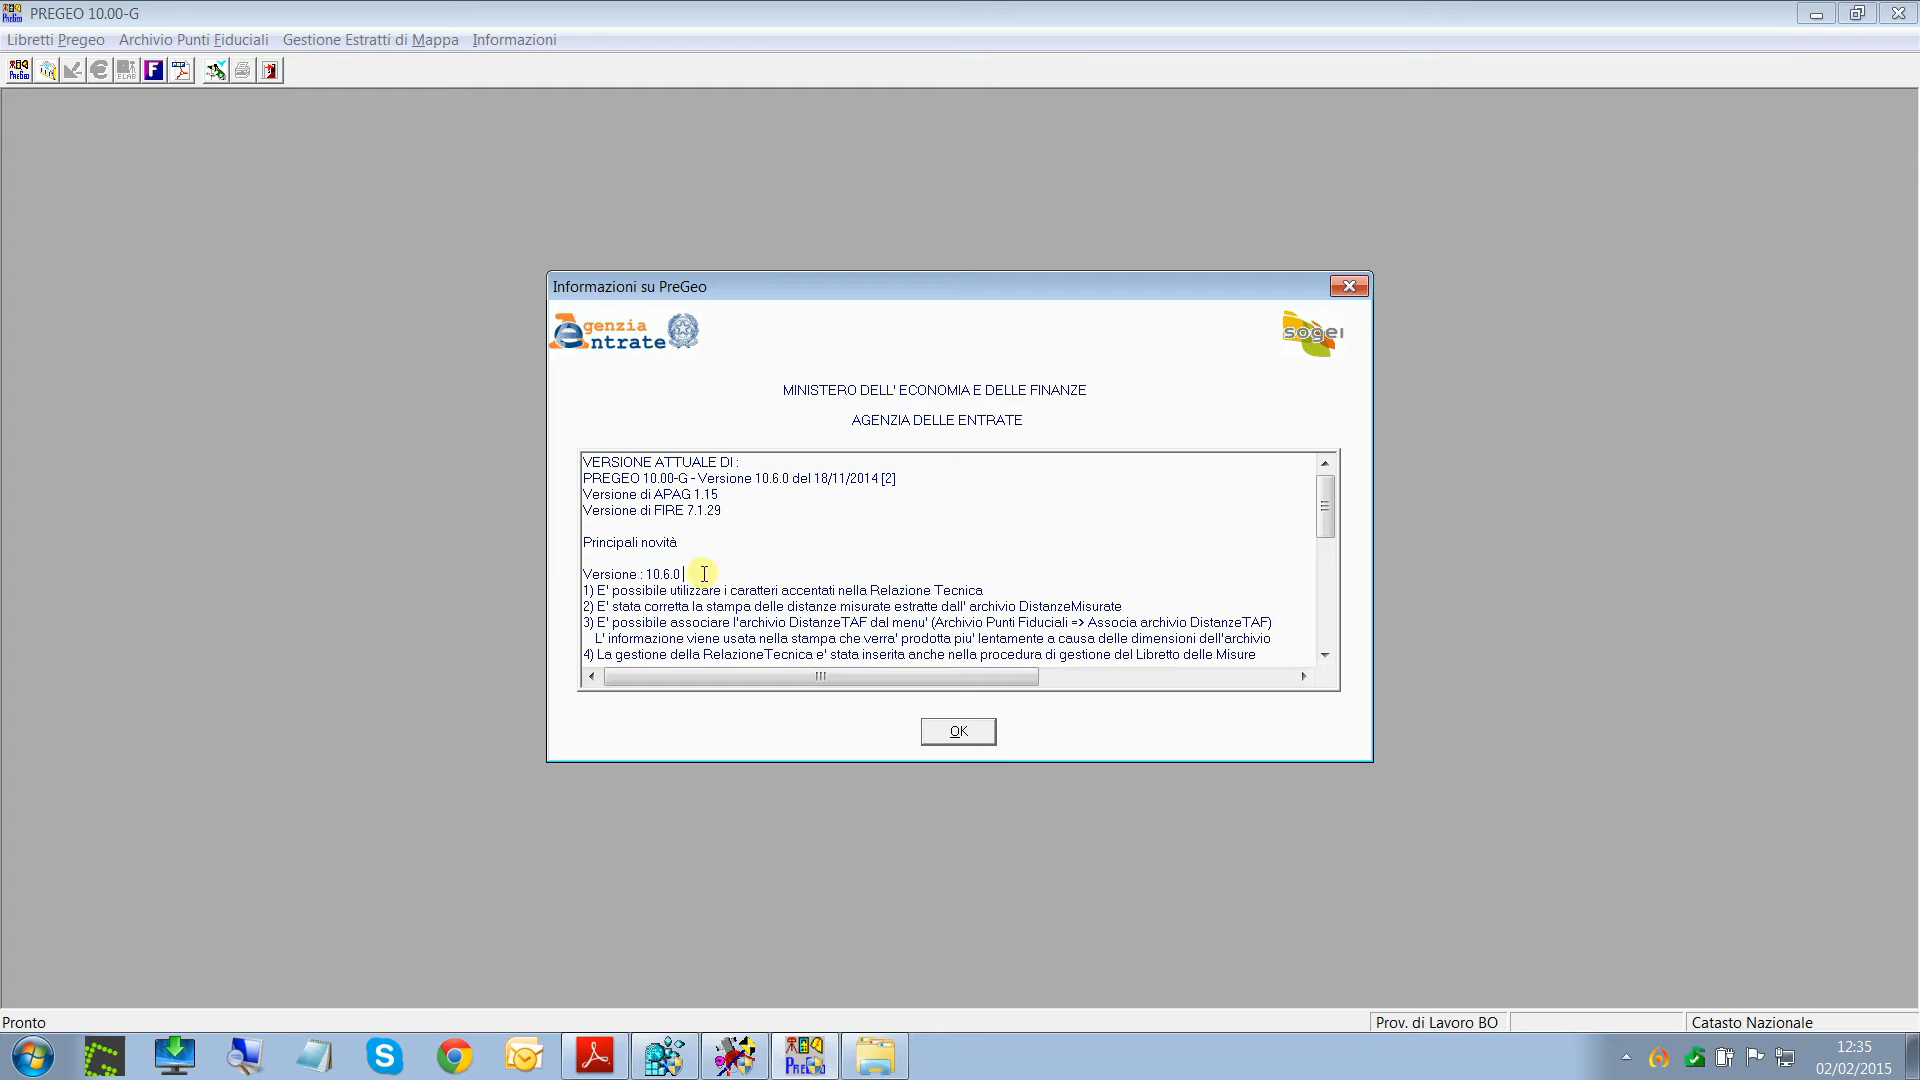 PREGEO 10.00-G
Libretti Pregeo Archivio Punti Fiduciali Gestione Estratti di Mappa Informazioni
Informazioni su PreGeo
Agenzia
Entrate
sogei
MINISTERO DELL' ECONOMIA E DELLE FINANZE
AGENZIA DELLE ENTRATE
VERSIONE ATTUALE DI :
PREGEO 10.00-G - Versione 10.6.0 del 18/11/2014 [2]
Versione di APAG 1.15
Versione di FIRE 7.1.29
Principali novità
Versione : 10.6.0
1) E' possibile utilizzare i caratteri accentati nella Relazione Tecnica
2) E' stata corretta la stampa delle distanze misurate estratte dall' archivio DistanzeMisurate
3) E' possibile associare l'archivio DistanzeTAF dal menu' (Archivio Punti Fiduciali => Associa archivio DistanzeTAF)
L' informazione viene usata nella stampa che verra' prodotta piu' lentamente a causa delle dimensioni dell'archivio
4) La gestione della RelazioneTecnica e' stata inserita anche nella procedura di gestione del Libretto delle Misure
OK
Pronto
Prov. di Lavoro BO
Catasto Nazionale
12:35
02/02/2015